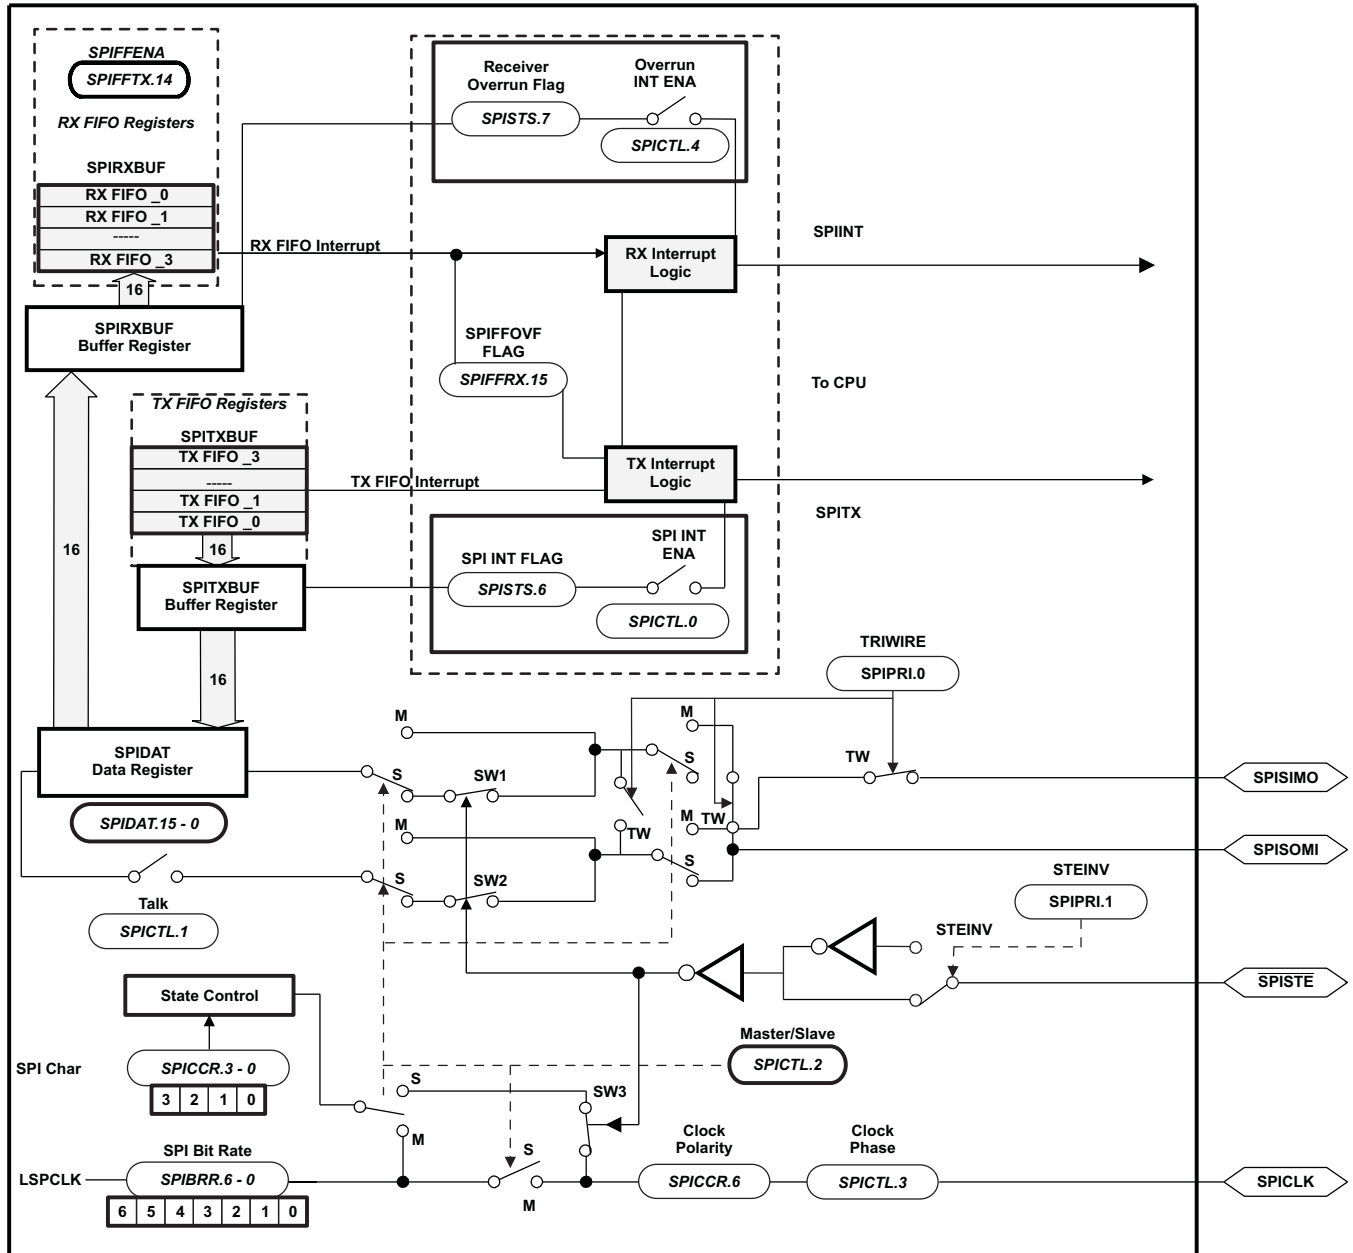 SPIFFENA
SPIFFTX.14
RX FIFO Registers
SPIRXBUF
RX FIFO _0
RX FIFO _1
-----
RX FIFO _3
16
SPIRXBUF
Buffer Register
RX FIFO Interrupt
Receiver
Overrun Flag
SPISTS.7
Overrun
INT ENA
SPICTL.4
RX Interrupt
Logic
SPIINT
SPIFFOVF
FLAG
SPIFFRX.15
To CPU
16
TX FIFO Registers
SPITXBUF
TX FIFO _3
-----
TX FIFO _1
TX FIFO _0
16
SPITXBUF
Buffer Register
16
TX FIFO Interrupt
TX Interrupt
Logic
SPITX
SPI INT FLAG
SPISTS.6
SPI INT
ENA
SPICTL.0
TRIWIRE
SPIPRI.0
SPIDAT
Data Register
SPIDAT.15 - 0
M
S
SW1
M
S
TW
M
TW
S
TW
SPISIMO
SPISOMI
M
S
SW2
Talk
SPICTL.1
STEINV
SPIPRI.1
STEINV
SPISTE
State Control
SPI Char
SPICCR.3 - 0
3 2 1 0
Master/Slave
SPICTL.2
S
M
SW3
S
M
LSPCLK
SPI Bit Rate
SPIBRR.6 - 0
6 5 4 3 2 1 0
Clock
Polarity
SPICCR.6
Clock
Phase
SPICTL.3
SPICLK